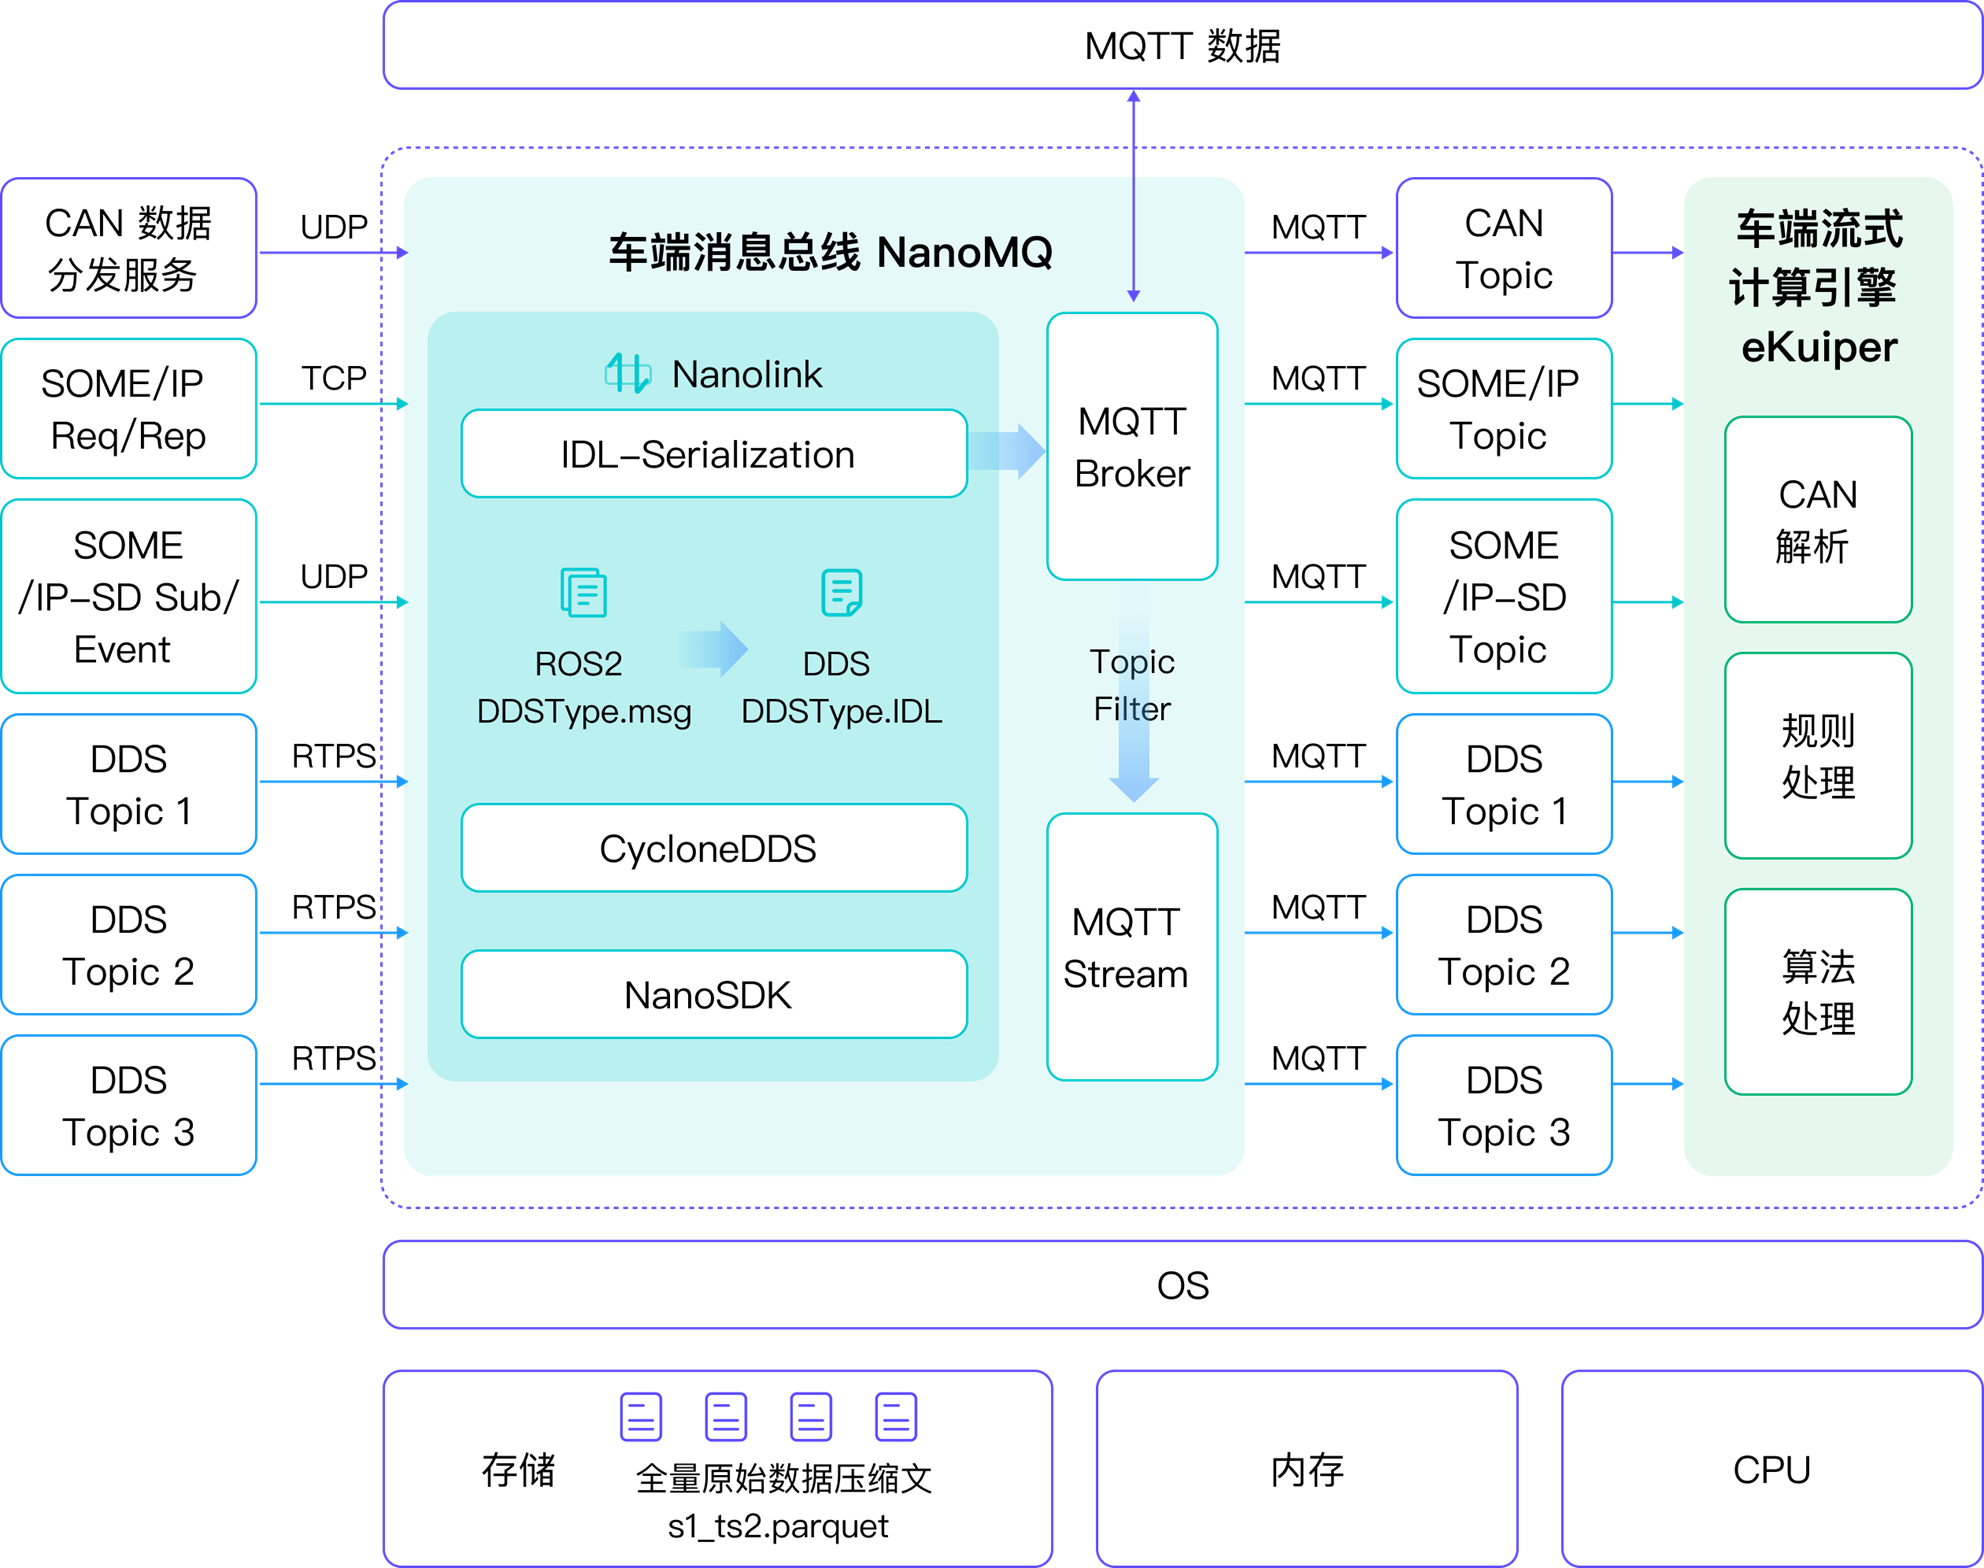 MQTT 数据
CAN 数据
分发服务
UDP
SOME/IP
Req/Rep
TCP
SOME
/IP-SD Sub/
Event
UDP
DDS
Topic 1
RTPS
DDS
Topic 2
RTPS
DDS
Topic 3
RTPS
车端消息总线 NanoMQ
Nanolink
IDL-Serialization
ROS2
DDSType.msg
DDS
DDSType.IDL
CycloneDDS
NanoSDK
MQTT
Broker
Topic
Filter
MQTT
Stream
MQTT
CAN
Topic
MQTT
SOME/IP
Topic
MQTT
SOME
/IP-SD
Topic
MQTT
DDS
Topic 1
MQTT
DDS
Topic 2
MQTT
DDS
Topic 3
车端流式
计算引擎
eKuiper
CAN
解析
规则
处理
算法
处理
OS
存储
全量原始数据压缩文
s1_ts2.parquet
内存
CPU